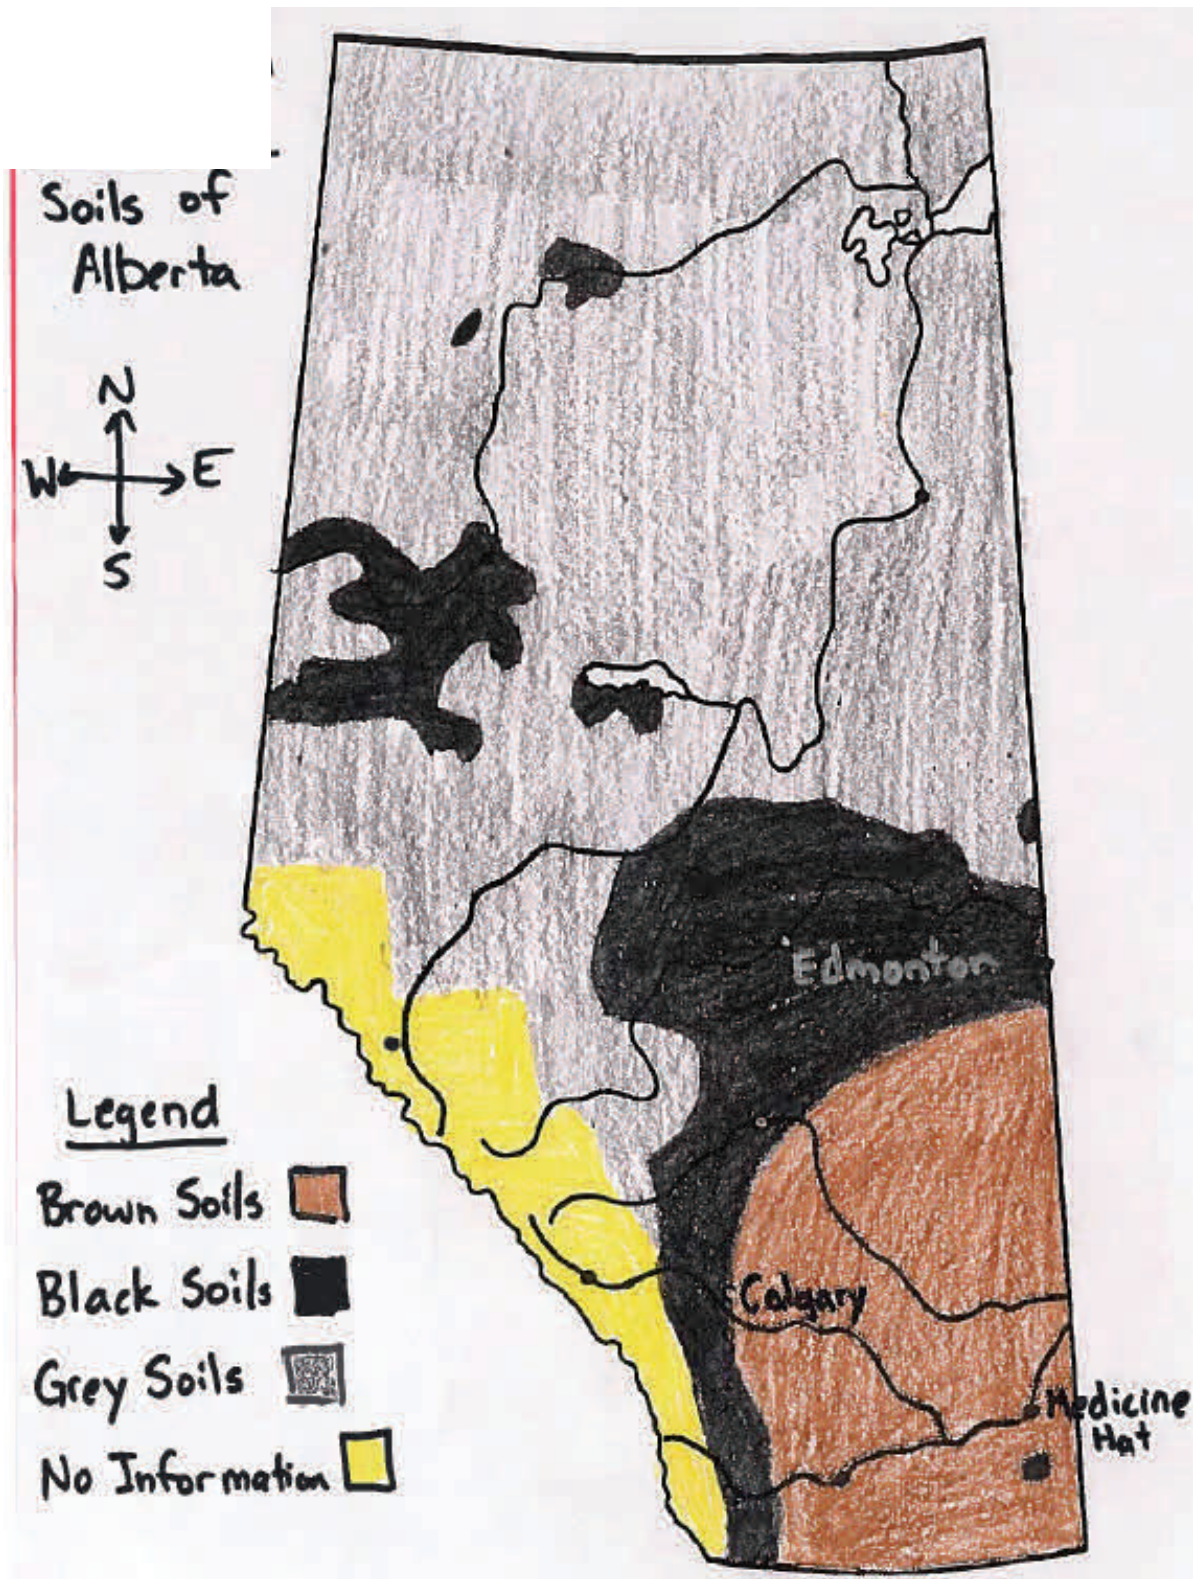 Soils of
Alberta
N
W E
S
Edmonton
Legend
Brown Soils
Black Soils
Calgary
Grey Soils
Medicine
Hat
No Information